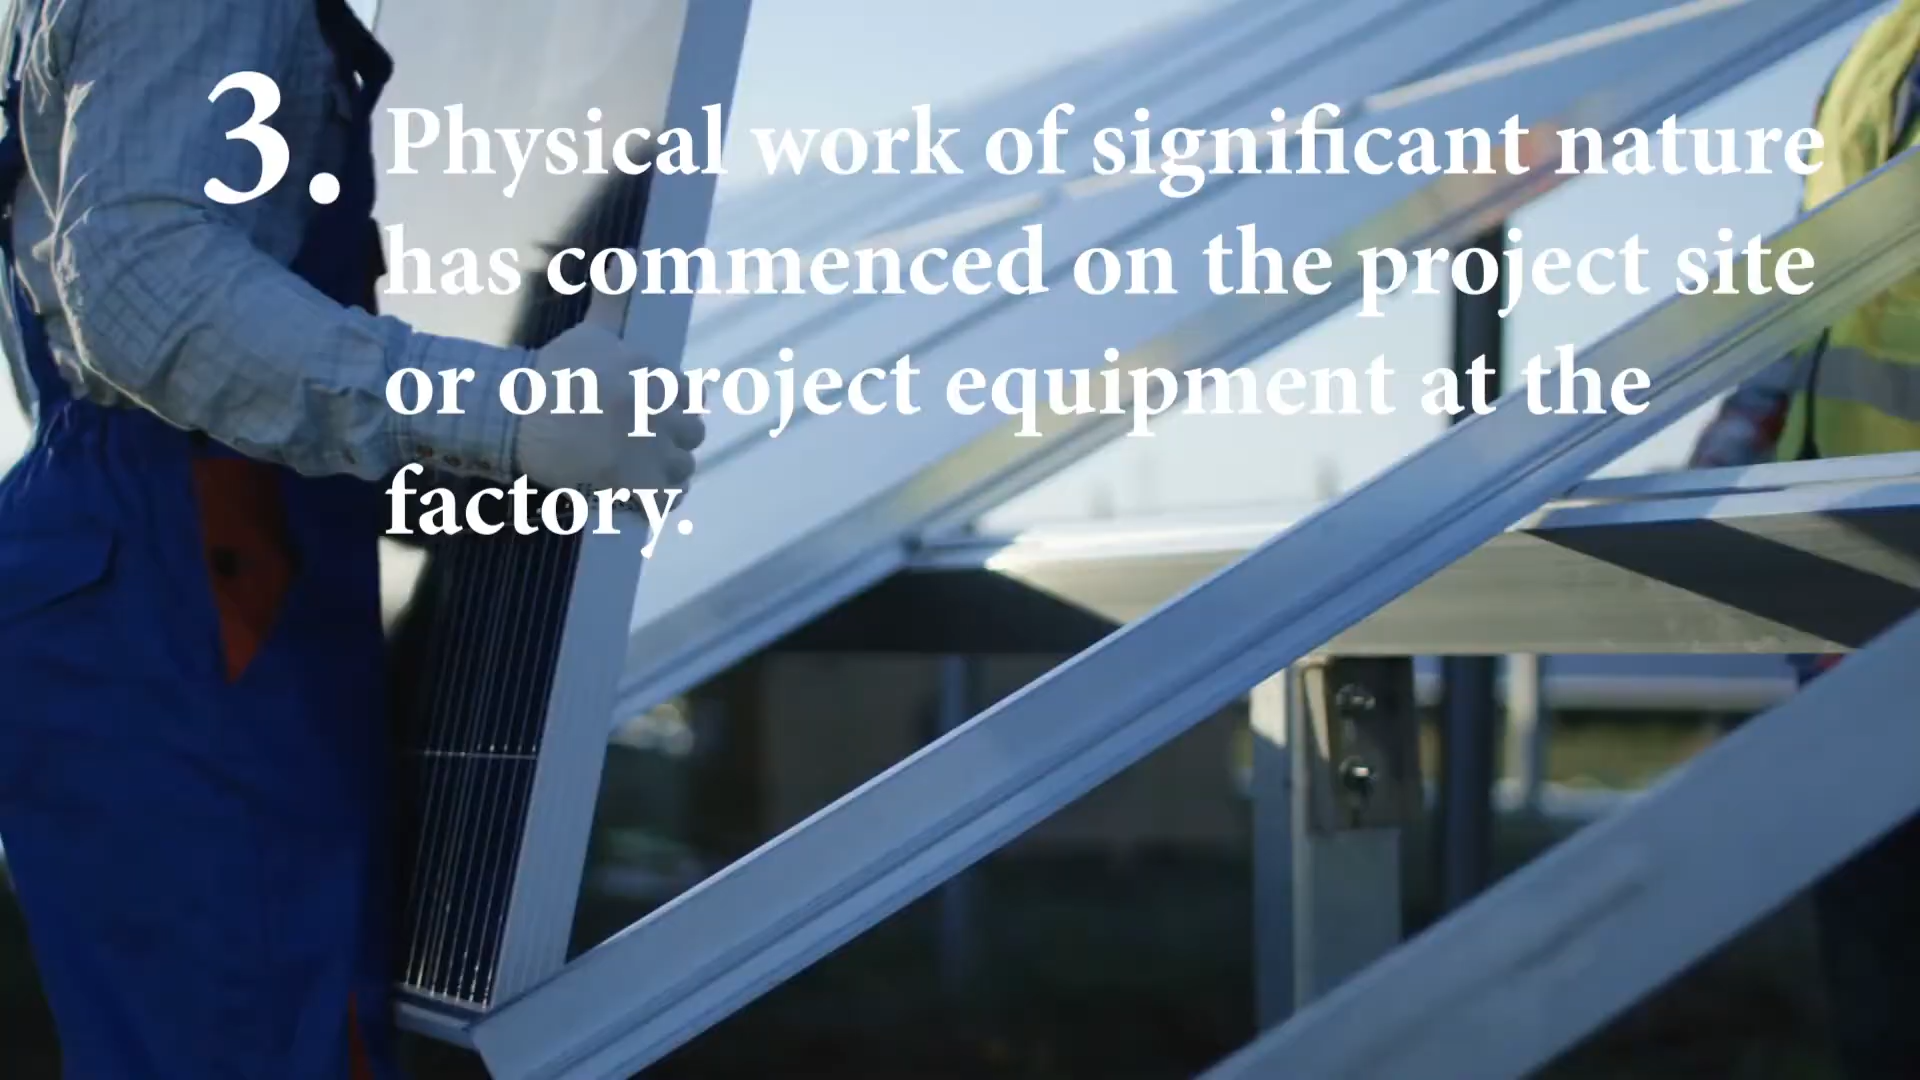 3. Physical work of significant nature
has commenced on the project site
or on project equipment at the
factory.